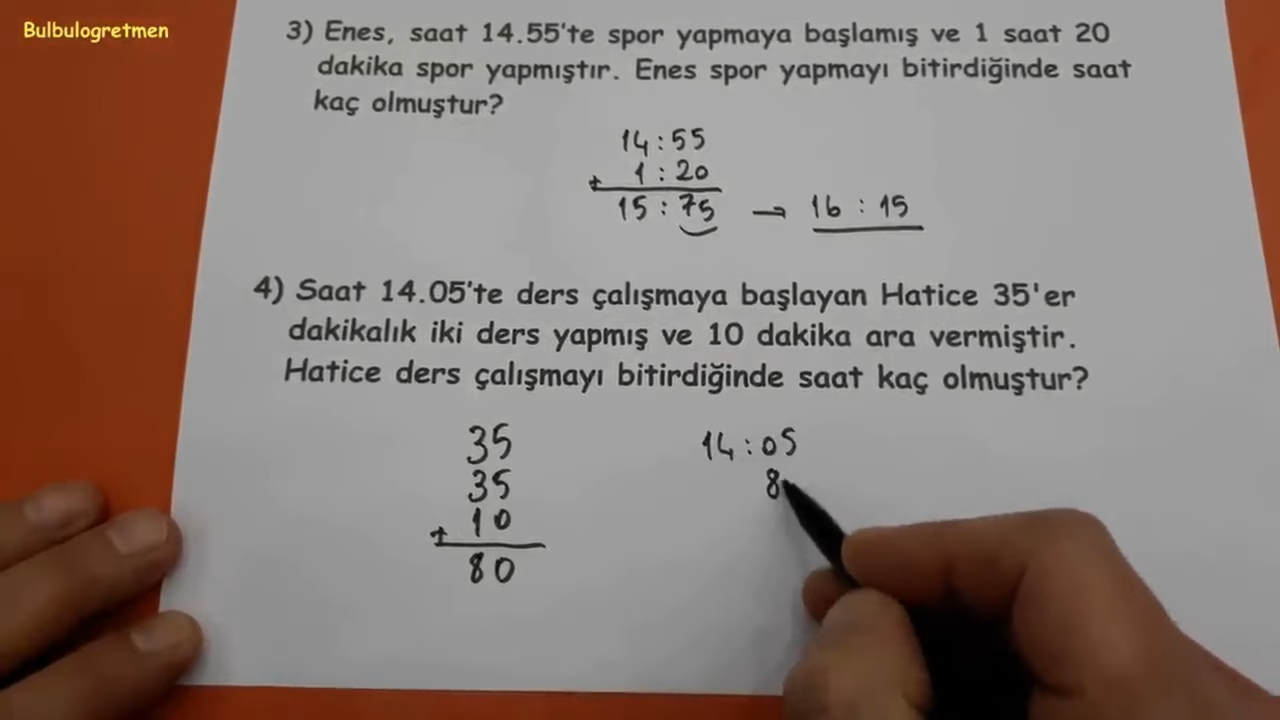 Bulbulogretmen
3) Enes, saat 14.55'te spor yapmaya başlamış ve 1 saat 20
dakika spor yapmıştır. Enes spor yapmayı bitirdiğinde saat
kaç olmuştur?
14:55
+ 1:20
15:75 → 16:15
4) Saat 14.05'te ders çalışmaya başlayan Hatice 35'er
dakikalık iki ders yapmış ve 10 dakika ara vermiştir.
Hatice ders çalışmayı bitirdiğinde saat kaç olmuştur?
35
35
+ 10
80
14:05
8